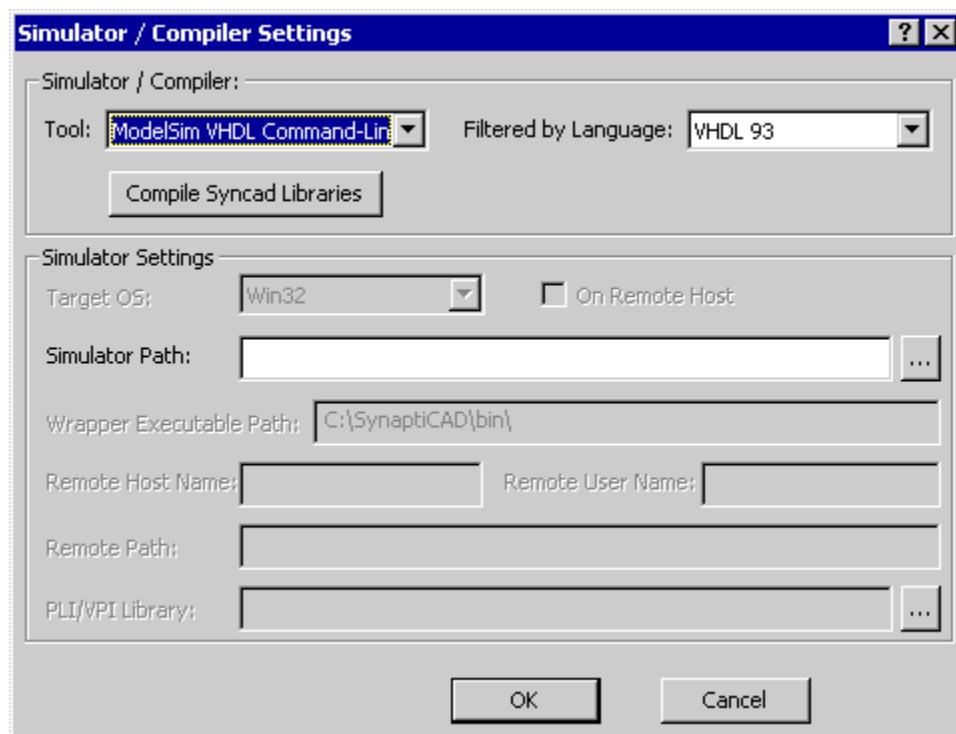 Simulator / Compiler Settings
Simulator / Compiler:
Tool: ModelSim VHDL Command-Lin Filtered by Language: VHDL 93
Compile Syncad Libraries
Simulator Settings
Target OS: Win32 On Remote Host
Simulator Path: ...
Wrapper Executable Path: C:\SynaptiCAD\bin\
Remote Host Name: Remote User Name:
Remote Path:
PLI/VPI Library: ...
OK Cancel